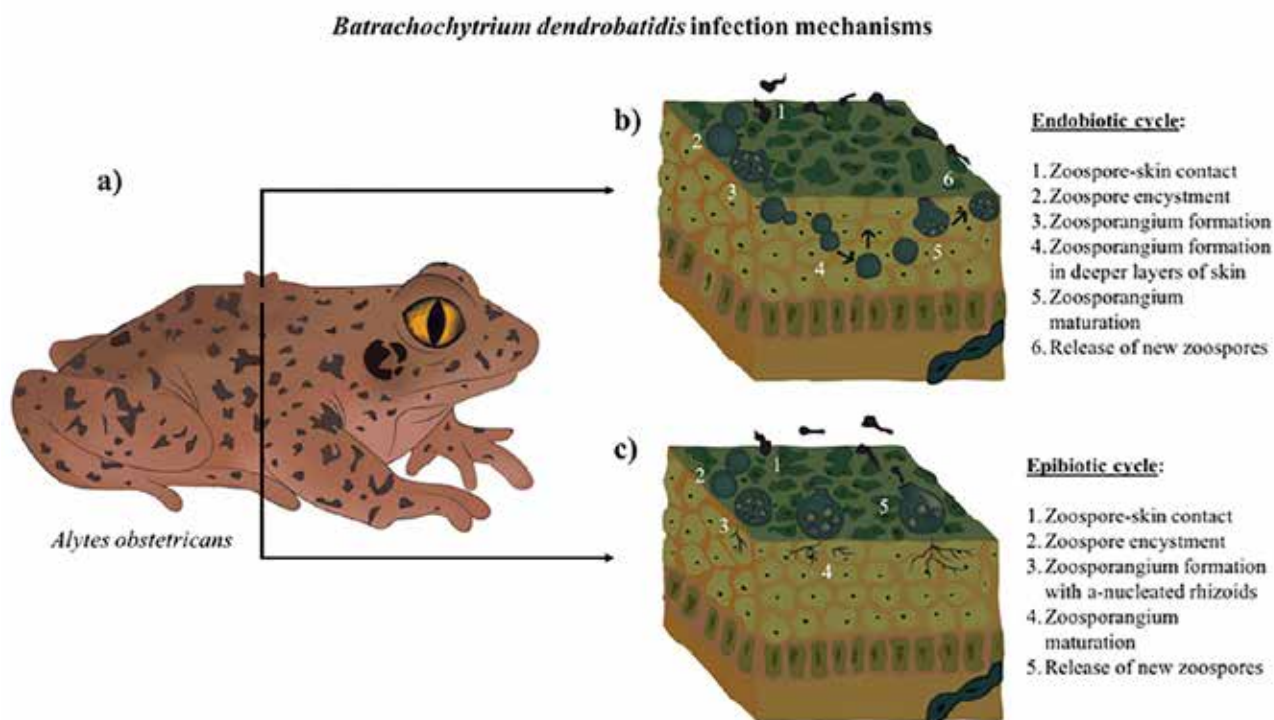 Batrachochytrium dendrobatidis infection mechanisms
a)
Alytes obstetricans
b)
1
2
3
4
5
6
Endobiotic cycle:
1. Zoospore-skin contact
2. Zoospore encystment
3. Zoosporangium formation
4. Zoosporangium formation
in deeper layers of skin
5. Zoosporangium
maturation
6. Release of new zoospores
c)
1
2
3
4
5
Epibiotic cycle:
1. Zoospore-skin contact
2. Zoospore encystment
3. Zoosporangium formation
with a-nucleated rhizoids
4. Zoosporangium
maturation
5. Release of new zoospores